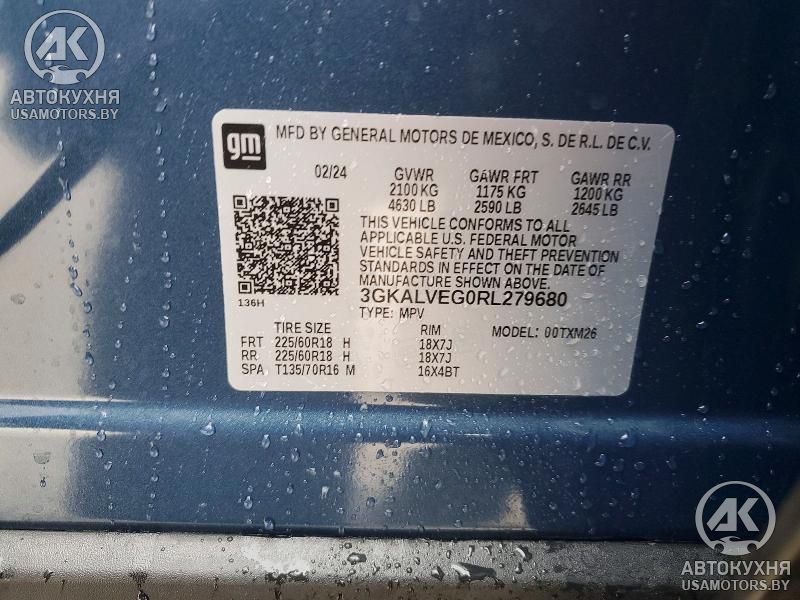 AK
АВТОКУХНЯ
USAMOTORS.BY
gm MFD BY GENERAL MOTORS DE MEXICO, S. DE R.L. DE C.V.
02/24 GVWR GAWR FRT GAWR RR
2100 KG 1175 KG 1200 KG
4630 LB 2590 LB 2645 LB
THIS VEHICLE CONFORMS TO ALL
APPLICABLE U.S. FEDERAL MOTOR
VEHICLE SAFETY AND THEFT PREVENTION
STANDARDS IN EFFECT ON THE DATE OF
MANUFACTURE SHOWN ABOVE.
136H 3GKALVEG0RL279680
TYPE: MPV
TIRE SIZE RIM MODEL: 00TXM26
FRT 225/60R18 H 18X7J
RR 225/60R18 H 18X7J
SPA T135/70R16 M 16X4BT
AK
АВТОКУХНЯ
USAMOTORS.BY